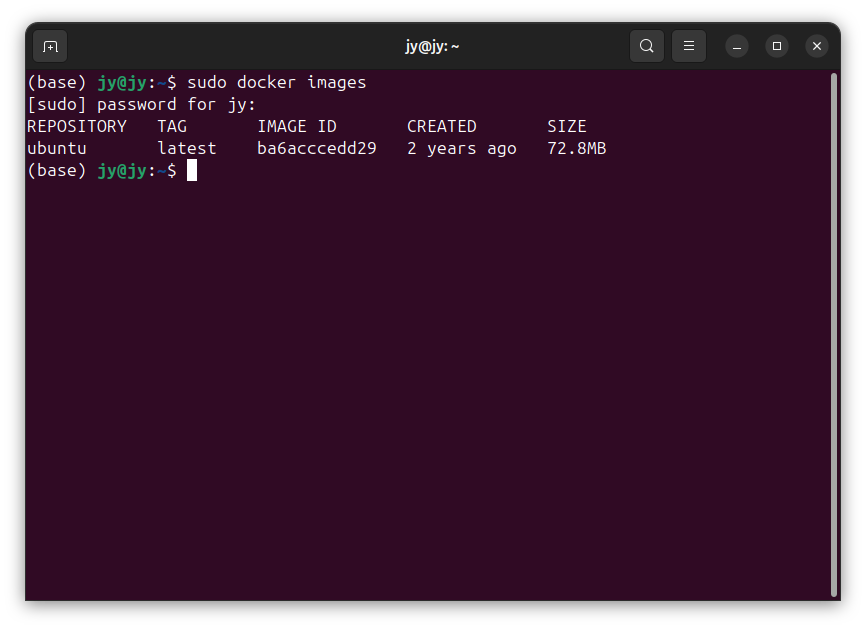 jy@jy: ~
(base) jy@jy:~$ sudo docker images
[sudo] password for jy:
REPOSITORY   TAG       IMAGE ID       CREATED       SIZE
ubuntu       latest    ba6acccedd29   2 years ago   72.8MB
(base) jy@jy:~$